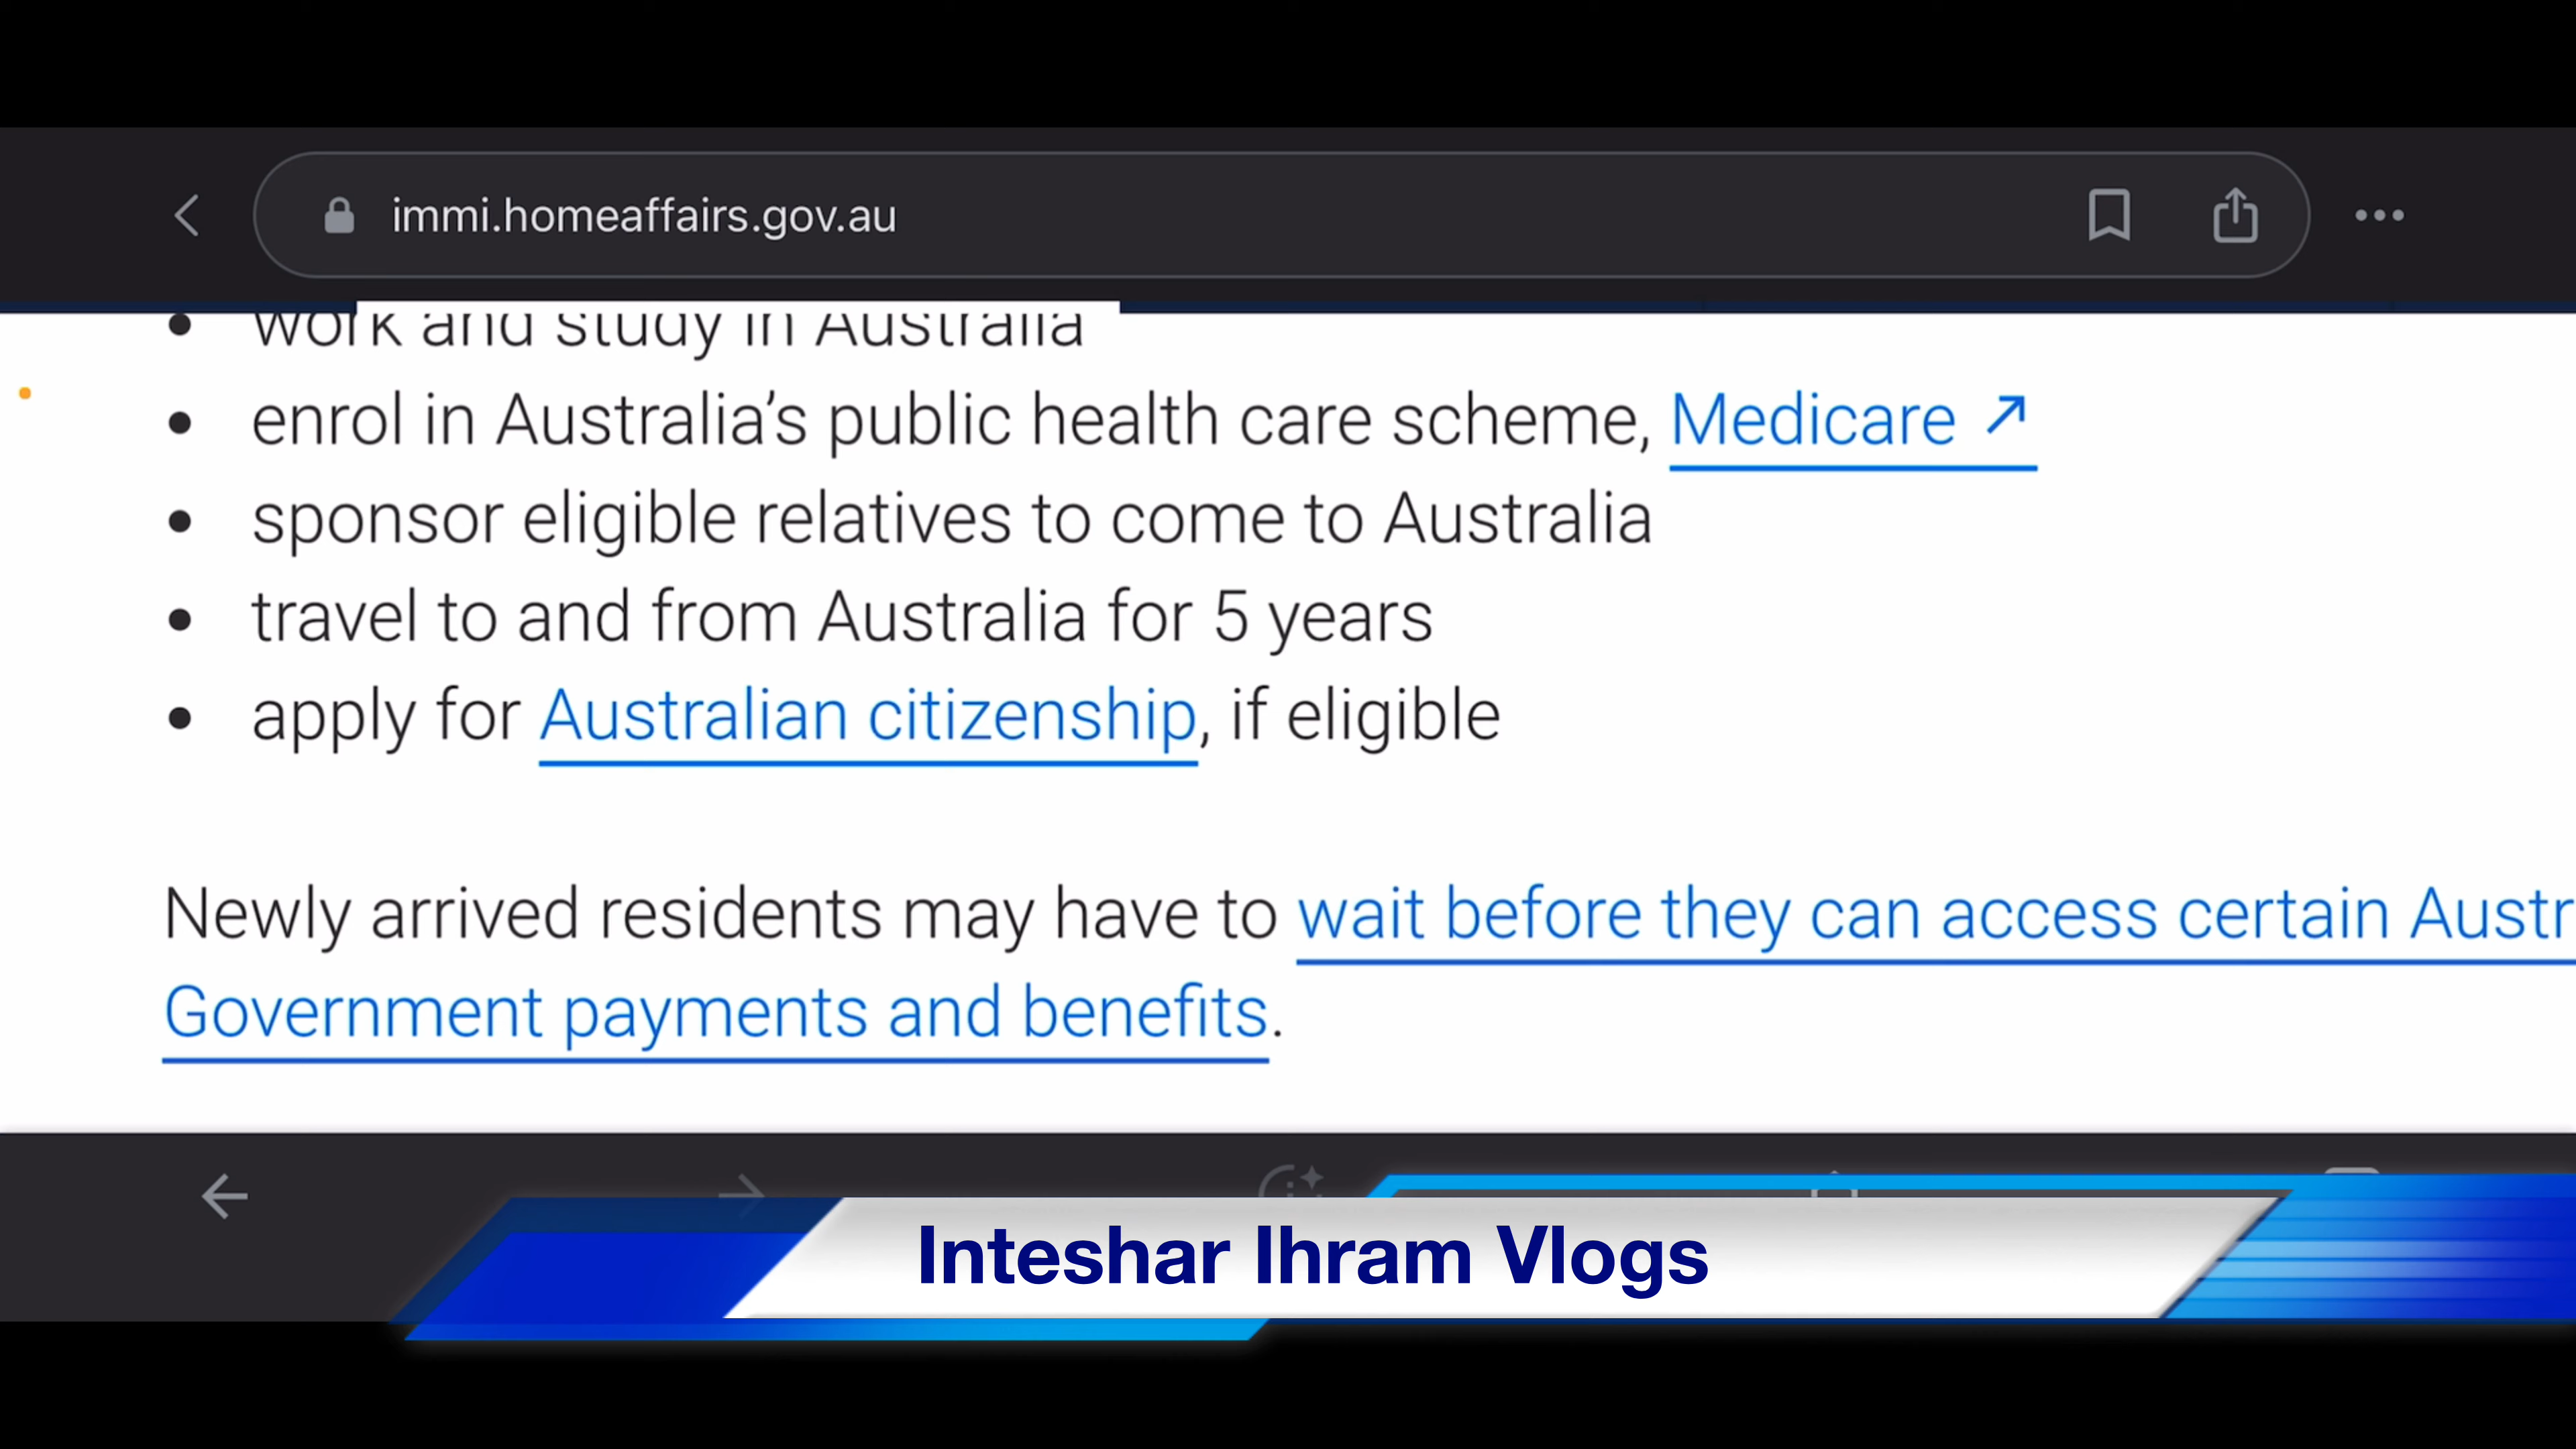 immi.homeaffairs.gov.au
work and study in Australia
enrol in Australia’s public health care scheme, Medicare
sponsor eligible relatives to come to Australia
travel to and from Australia for 5 years
apply for Australian citizenship, if eligible
Newly arrived residents may have to wait before they can access certain Austr
Government payments and benefits.
Inteshar Ihram Vlogs